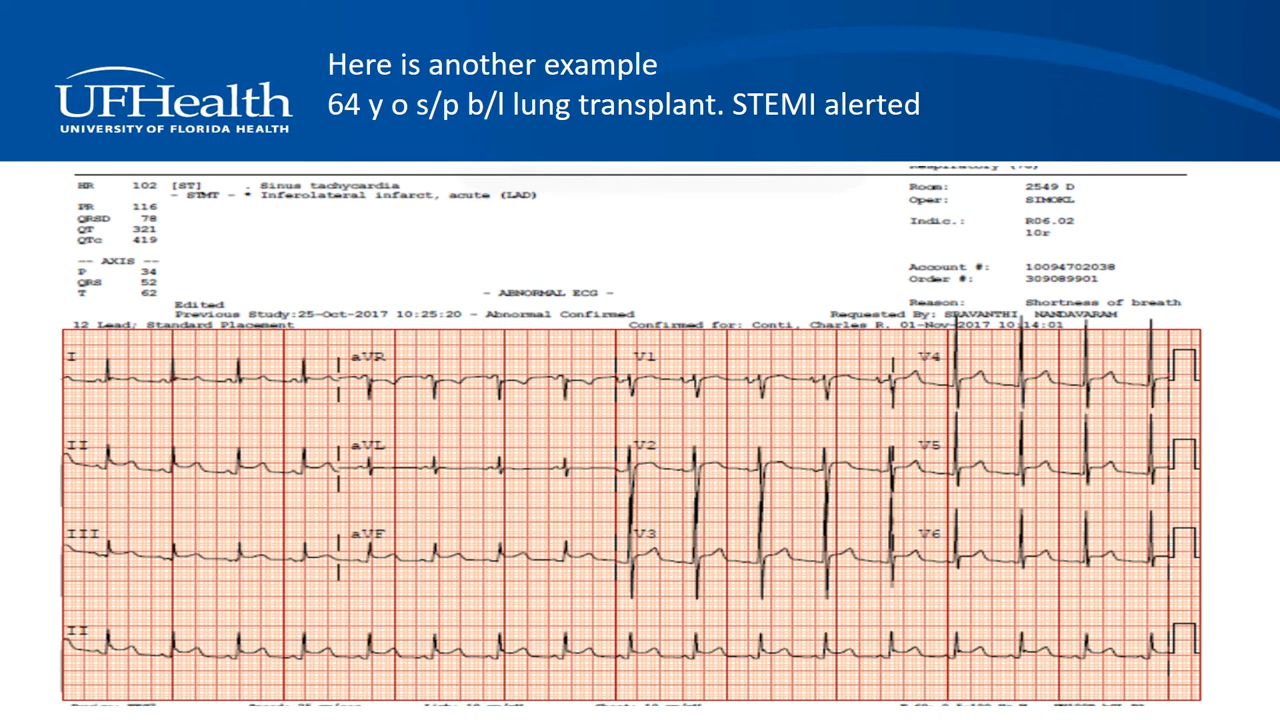 Here is another example
64 y o s/p b/l lung transplant. STEMI alerted
UFHealth
UNIVERSITY OF FLORIDA HEALTH
HR 102 [ST] . Sinus tachycardia
- STMT - * Inferolateral infarct, acute (LAD)
PR 116
QRSD 78
QT 321
QTc 419
-- AXIS --
P 34
QRS 52
T 62
Room: 2549 D
Oper: SIMOKL
Indic.: R06.02
10r
Account #: 10094702038
Order #: 309089901
- ABNORMAL ECG -
Edited
Reason: Shortness of breath
Previous Study:25-Oct-2017 10:25:20 - Abnormal Confirmed
Requested By: SRAVANTHI, NANDAVARAM
12 Lead; Standard Placement
Confirmed for: Conti, Charles R. 01-Nov-2017 10:14:01
I aVR V1 V4
II aVL V2 V5
III aVF V3 V6
II